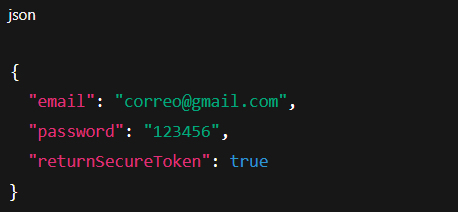 json
{
  "email": "correo@gmail.com",
  "password": "123456",
  "returnSecureToken": true
}